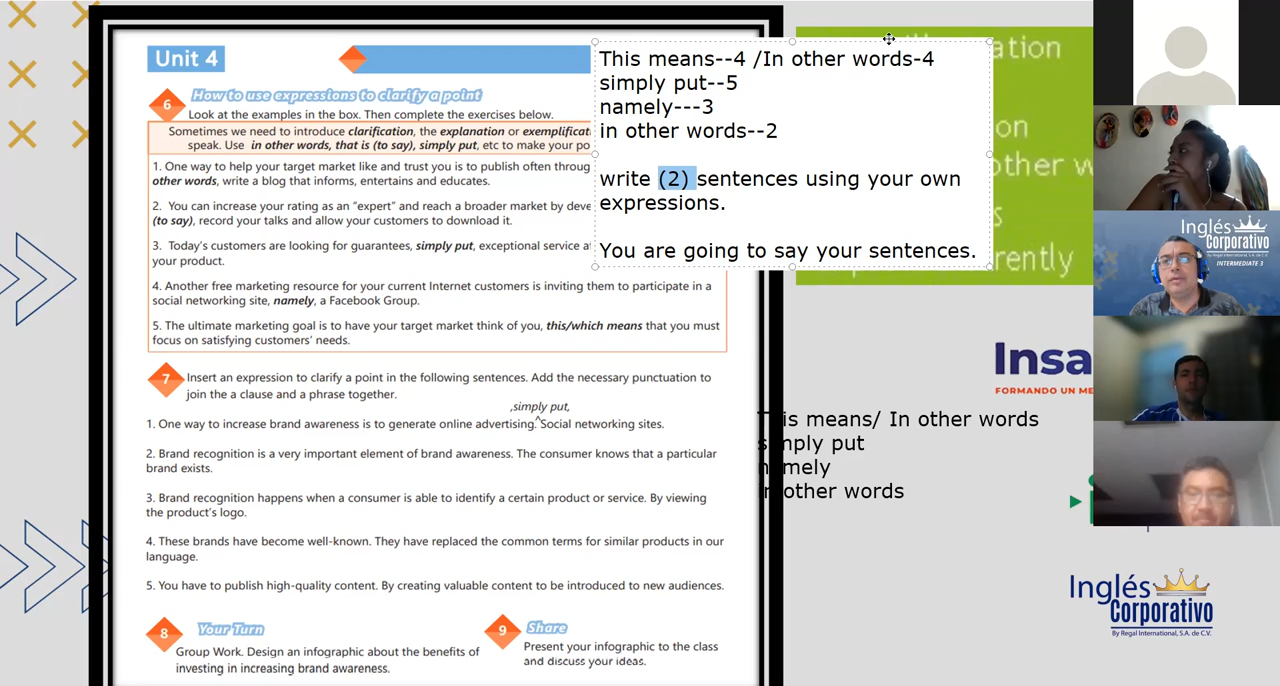 Unit 4
6
How to use expressions to clarify a point
Look at the examples in the box. Then complete the exercises below.
Sometimes we need to introduce clarification, the explanation or
speak. Use in other words, that is (to say), simply put, etc to make your
1. One way to help your target market like and trust you is to publish often
other words, write a blog that informs, entertains and educates.
2. You can increase your rating as an “expert” and reach a broader market by
(to say), record your talks and allow your customers to download it.
3. Today's customers are looking for guarantees, simply put, exceptional service
your product.
4. Another free marketing resource for your current Internet customers is inviting them to participate in a
social networking site, namely, a Facebook Group.
5. The ultimate marketing goal is to have your target market think of you, this/which means that you must
focus on satisfying customers' needs.
7
Insert an expression to clarify a point in the following sentences. Add the necessary punctuation to
join the a clause and a phrase together.
,simply put,
1. One way to increase brand awareness is to generate online advertising.^Social networking sites.
2. Brand recognition is a very important element of brand awareness. The consumer knows that a particular
brand exists.
3. Brand recognition happens when a consumer is able to identify a certain product or service. By viewing
the product's logo.
4. These brands have become well-known. They have replaced the common terms for similar products in our
language.
5. You have to publish high-quality content. By creating valuable content to be introduced to new audiences.
8
Your Turn
Group Work. Design an infographic about the benefits of
investing in increasing brand awareness.
9
Share
Present your infographic to the class
and discuss your ideas.
This means--4 /In other words-4
simply put--5
namely---3
in other words--2
write (2) sentences using your own
expressions.
You are going to say your sentences.
means/ In other words
put
other words
FORMANDO UN
Inglés
Corporativo
By Regal International, S.A. de C.V.
INTERMEDIATE 3
Inglés
Corporativo
By Regal International, S.A. de C.V.